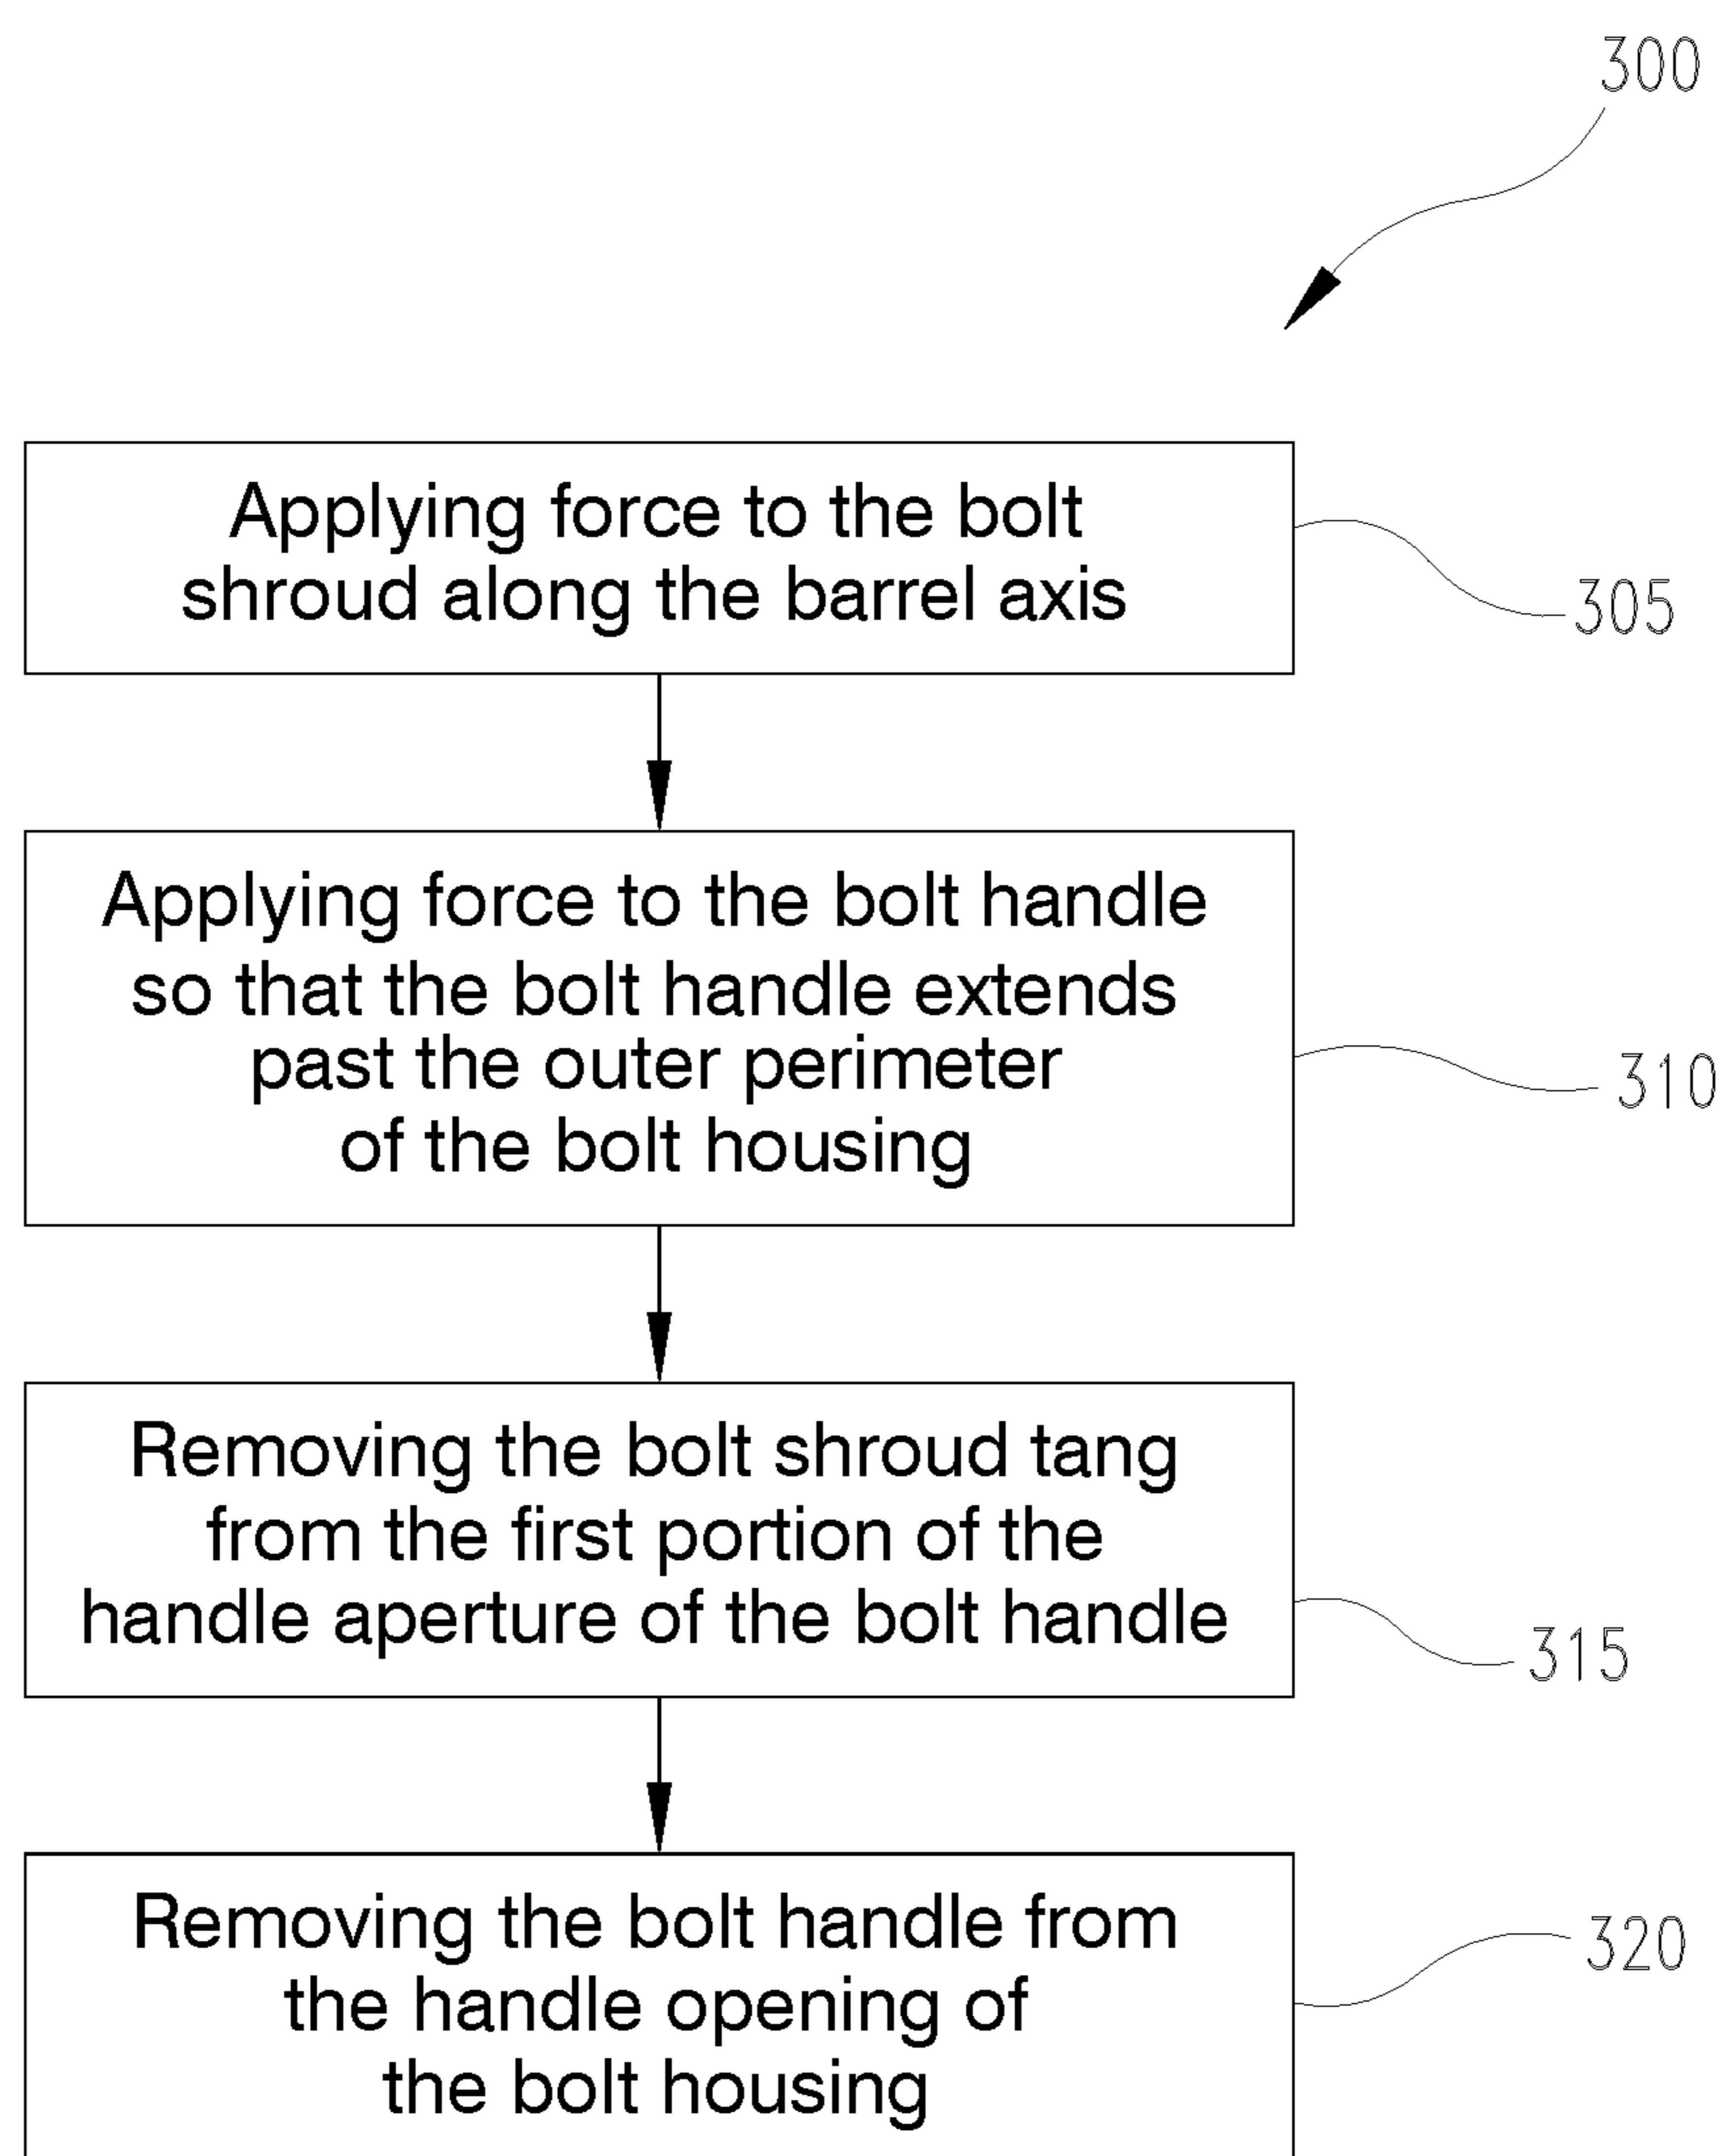 300
Applying force to the bolt
shroud along the barrel axis
305
Applying force to the bolt handle
so that the bolt handle extends
past the outer perimeter
of the bolt housing
310
Removing the bolt shroud tang
from the first portion of the
handle aperture of the bolt handle
315
Removing the bolt handle from
the handle opening of
the bolt housing
320